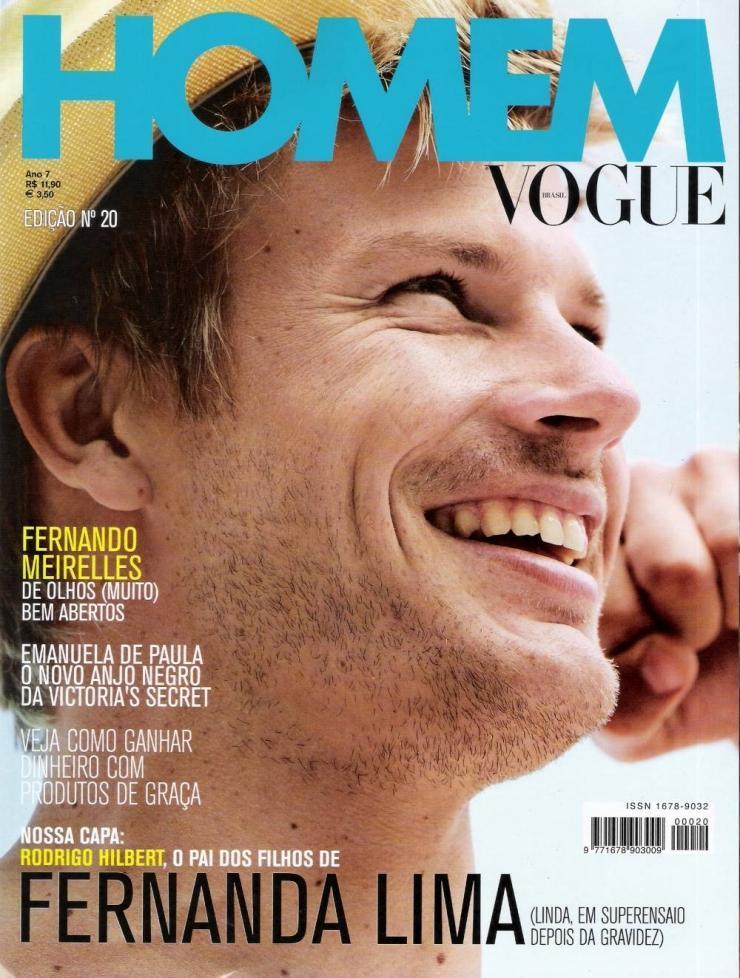 HOMEM
VOGUE
BRASIL
Ano 7
R$ 11,90
€ 3,50
EDIÇÃO Nº 20
FERNANDO
MEIRELLES
DE OLHOS (MUITO)
BEM ABERTOS
EMANUELA DE PAULA
O NOVO ANJO NEGRO
DA VICTORIA'S SECRET
VEJA COMO GANHAR
DINHEIRO COM
PRODUTOS DE GRAÇA
NOSSA CAPA:
RODRIGO HILBERT, O PAI DOS FILHOS DE
FERNANDA LIMA
(LINDA, EM SUPERENSAIO
DEPOIS DA GRAVIDEZ)
ISSN 1678-9032
00020
9 771678 903009